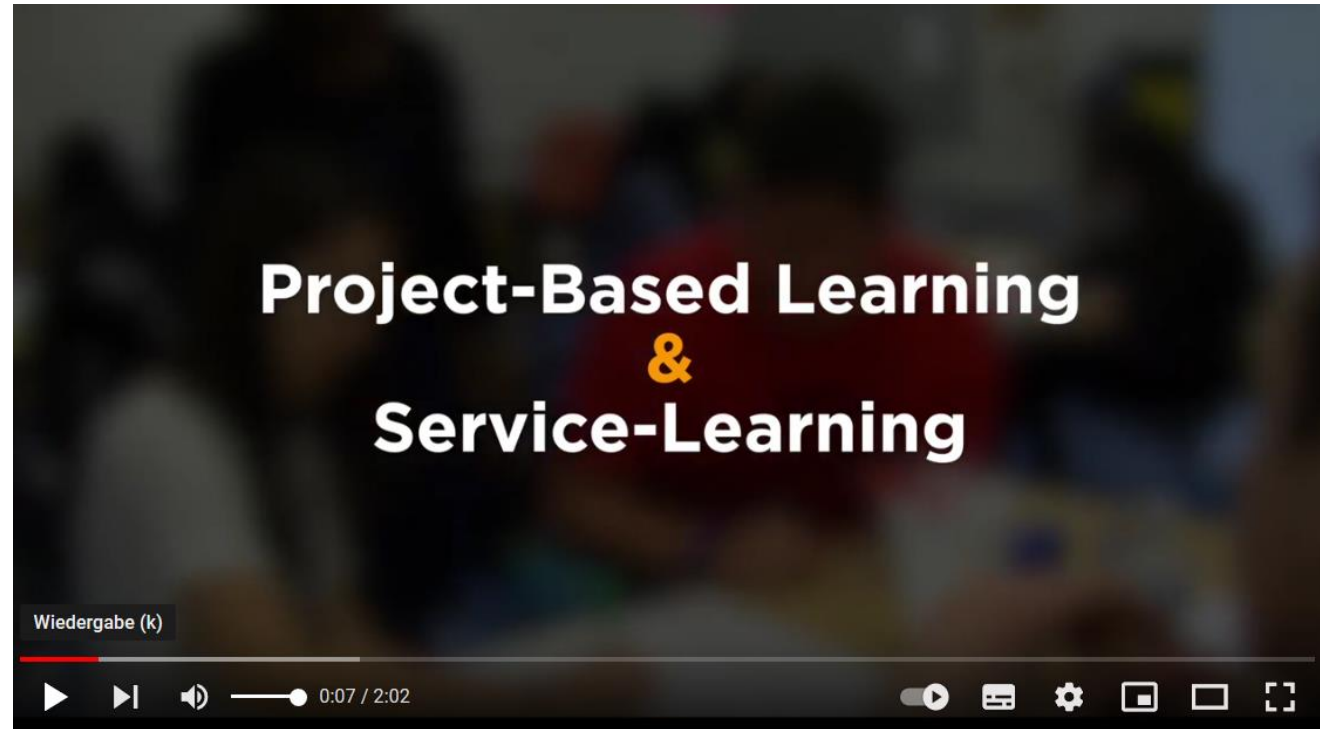 Project-Based Learning
&
Service-Learning
Wiedergabe (k)
0:07 / 2:02